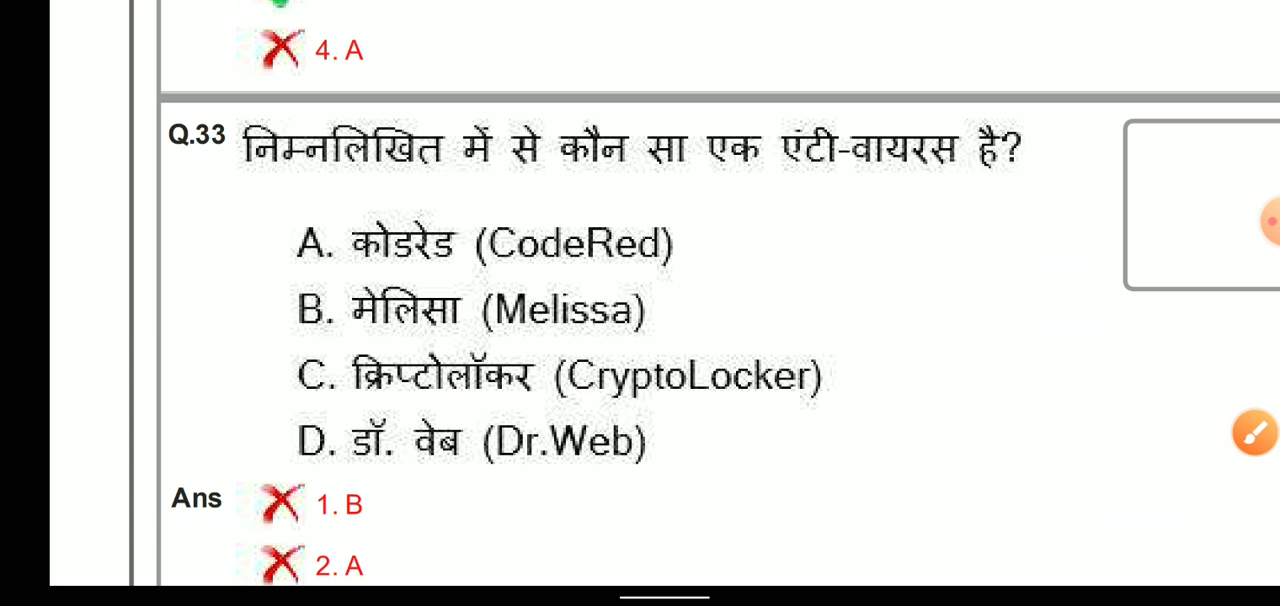 4. A
Q.33 निम्नलिखित में से कौन सा एक एंटी-वायरस है?
A. कोडरेड (CodeRed)
B. मेलिसा (Melissa)
C. क्रिप्टोलॉकर (CryptoLocker)
D. डॉ. वेब (Dr.Web)
Ans 1. B
2. A